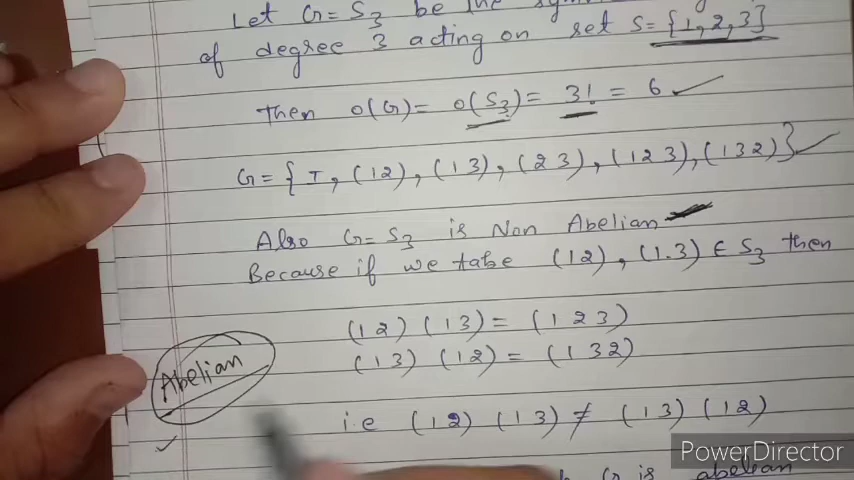 Let G = S₃ be the
of degree 3 acting on set S = {1, 2, 3}
Then o(G) = o(S₃) = 3! = 6 ✓
G = { I, (12), (13), (23), (123), (132)} ✓
Also G = S₃ is Non Abelian
Because if we take (12), (1.3) ∈ S₃ then
(12) (13) = (123)
(13) (12) = (132)
Abelian
i.e (12) (13) ≠ (13) (12)
✓
G is abelian
PowerDirector